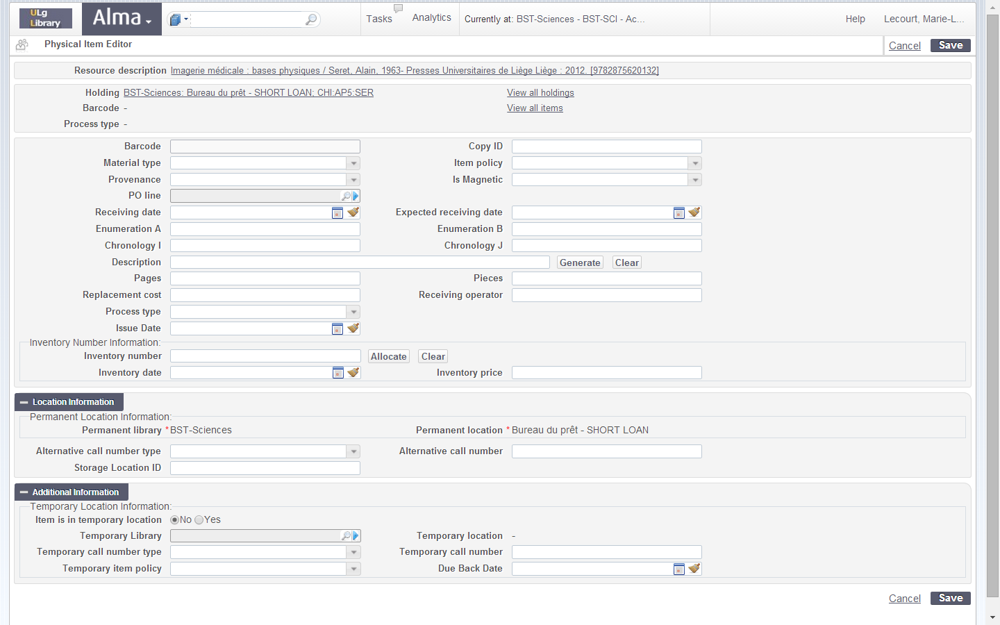 ULg Library
Alma
Tasks
Analytics
Currently at: BST-Sciences - BST-SCI - Ac...
Help
Lecourt, Marie-L...
Physical Item Editor
Cancel
Save
Resource description Imagerie médicale : bases physiques / Seret, Alain, 1963- Presses Universitaires de Liège Liège : 2012. [9782875620132]
Holding BST-Sciences: Bureau du prêt - SHORT LOAN; CHI:AP5:SER View all holdings
Barcode - View all items
Process type -
Barcode Copy ID
Material type Item policy
Provenance Is Magnetic
PO line
Receiving date Expected receiving date
Enumeration A Enumeration B
Chronology I Chronology J
Description Generate Clear
Pages Pieces
Replacement cost Receiving operator
Process type
Issue Date
Inventory Number Information:
Inventory number Allocate Clear
Inventory date Inventory price
Location Information
Permanent Location Information:
Permanent library *BST-Sciences Permanent location *Bureau du prêt - SHORT LOAN
Alternative call number type Alternative call number
Storage Location ID
Additional Information
Temporary Location Information:
Item is in temporary location No Yes
Temporary Library Temporary location -
Temporary call number type Temporary call number
Temporary item policy Due Back Date
Cancel Save